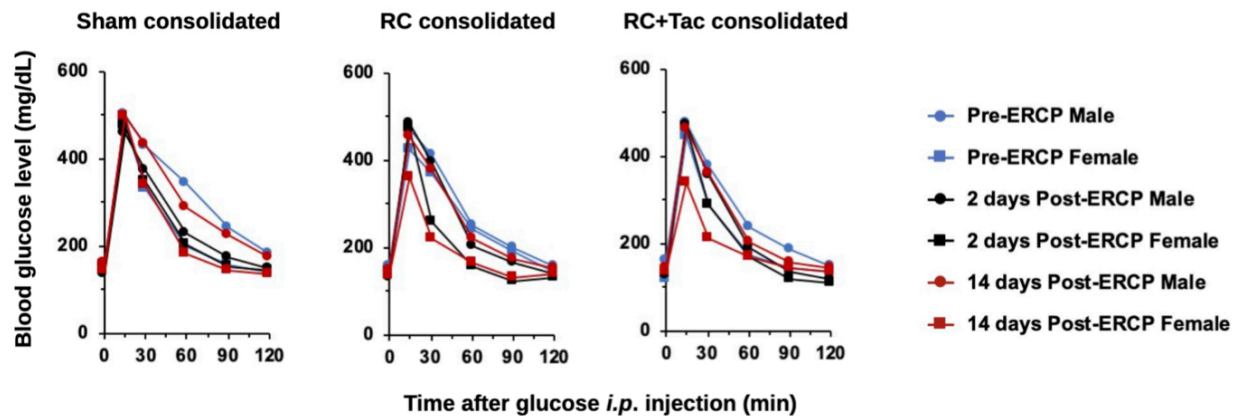 Sham consolidated
RC consolidated
RC+Tac consolidated
Blood glucose level (mg/dL)
600
400
200
0
0 30 60 90 120
600
400
200
0
0 30 60 90 120
600
400
200
0
0 30 60 90 120
Time after glucose i.p. injection (min)
Pre-ERCP Male
Pre-ERCP Female
2 days Post-ERCP Male
2 days Post-ERCP Female
14 days Post-ERCP Male
14 days Post-ERCP Female